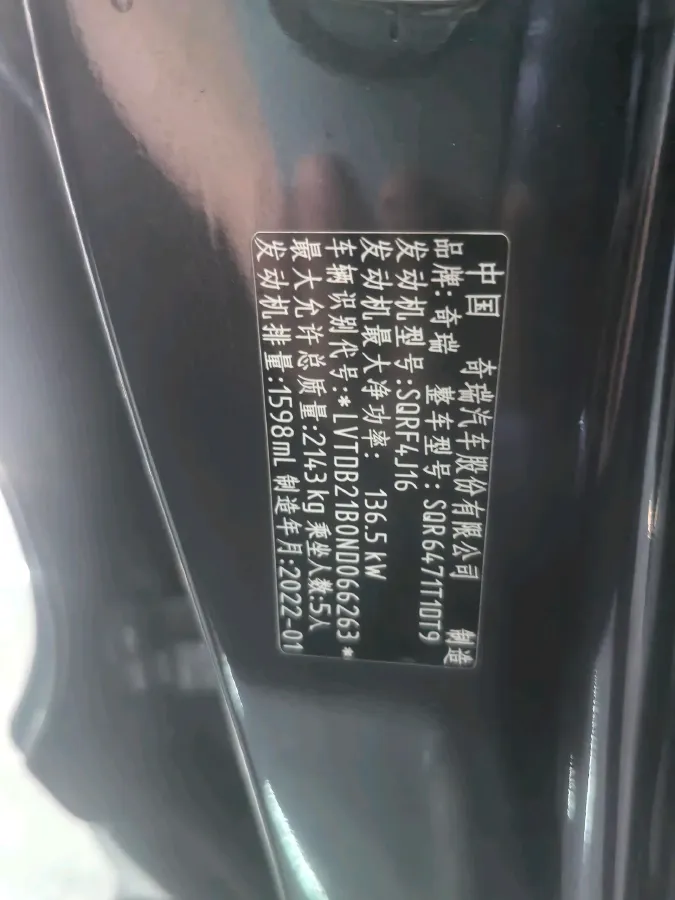 中国 奇瑞汽车股份有限公司 制造
品牌:奇瑞 整车型号:SQR6471T1DT9
发动机型号:SQRF4J16
发动机最大净功率: 136.5 kW
车辆识别代号:*LVTDB21B0ND066263*
最大允许总质量:2143kg 乘坐人数:5人
发动机排量:1598mL 制造年月:2022-01